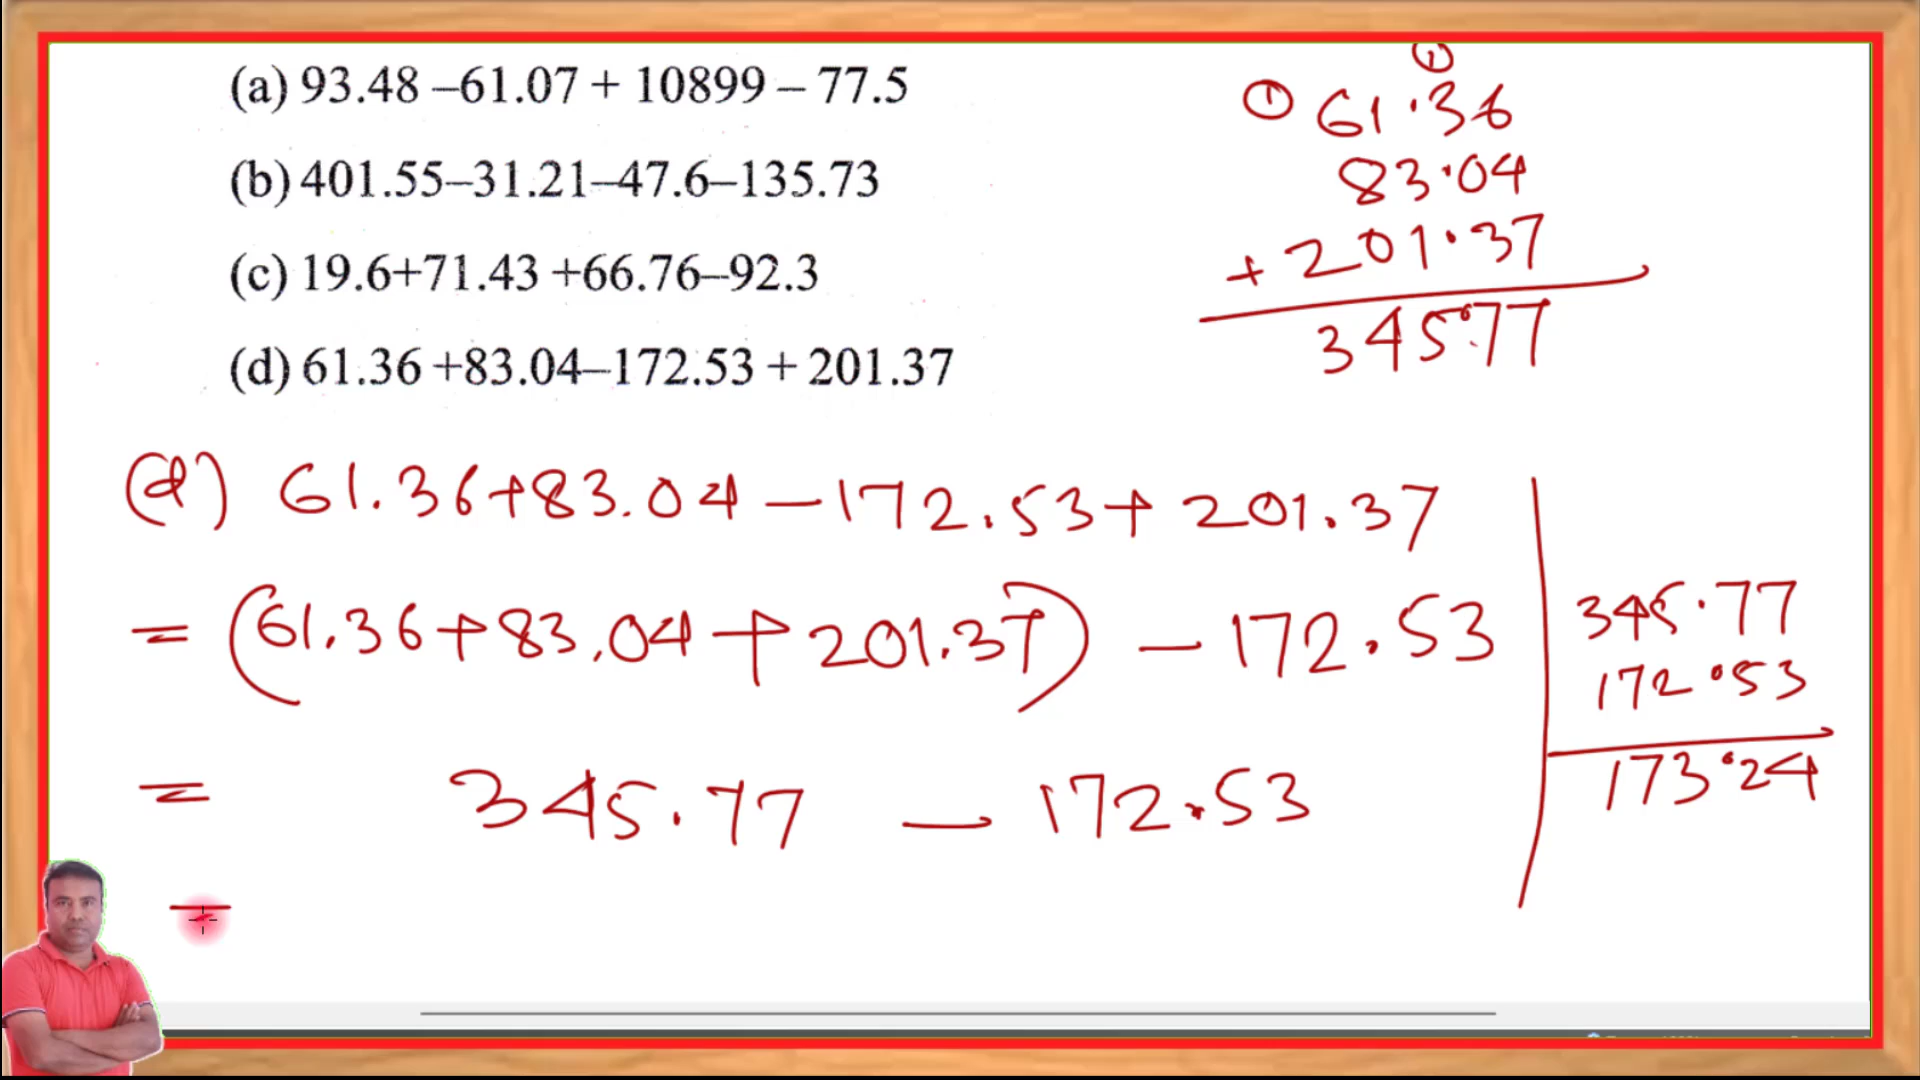 (a) 93.48 –61.07 + 10899 – 77.5
(b) 401.55–31.21–47.6–135.73
(c) 19.6+71.43 +66.76–92.3
(d) 61.36 +83.04–172.53 + 201.37
1
1 61.36
83.04
+ 201.37
345.77
(d) 61.36+83.04 – 172.53 + 201.37
= (61.36+83.04 + 201.37) – 172.53
= 345.77 – 172.53
=
345.77
172.53
173.24